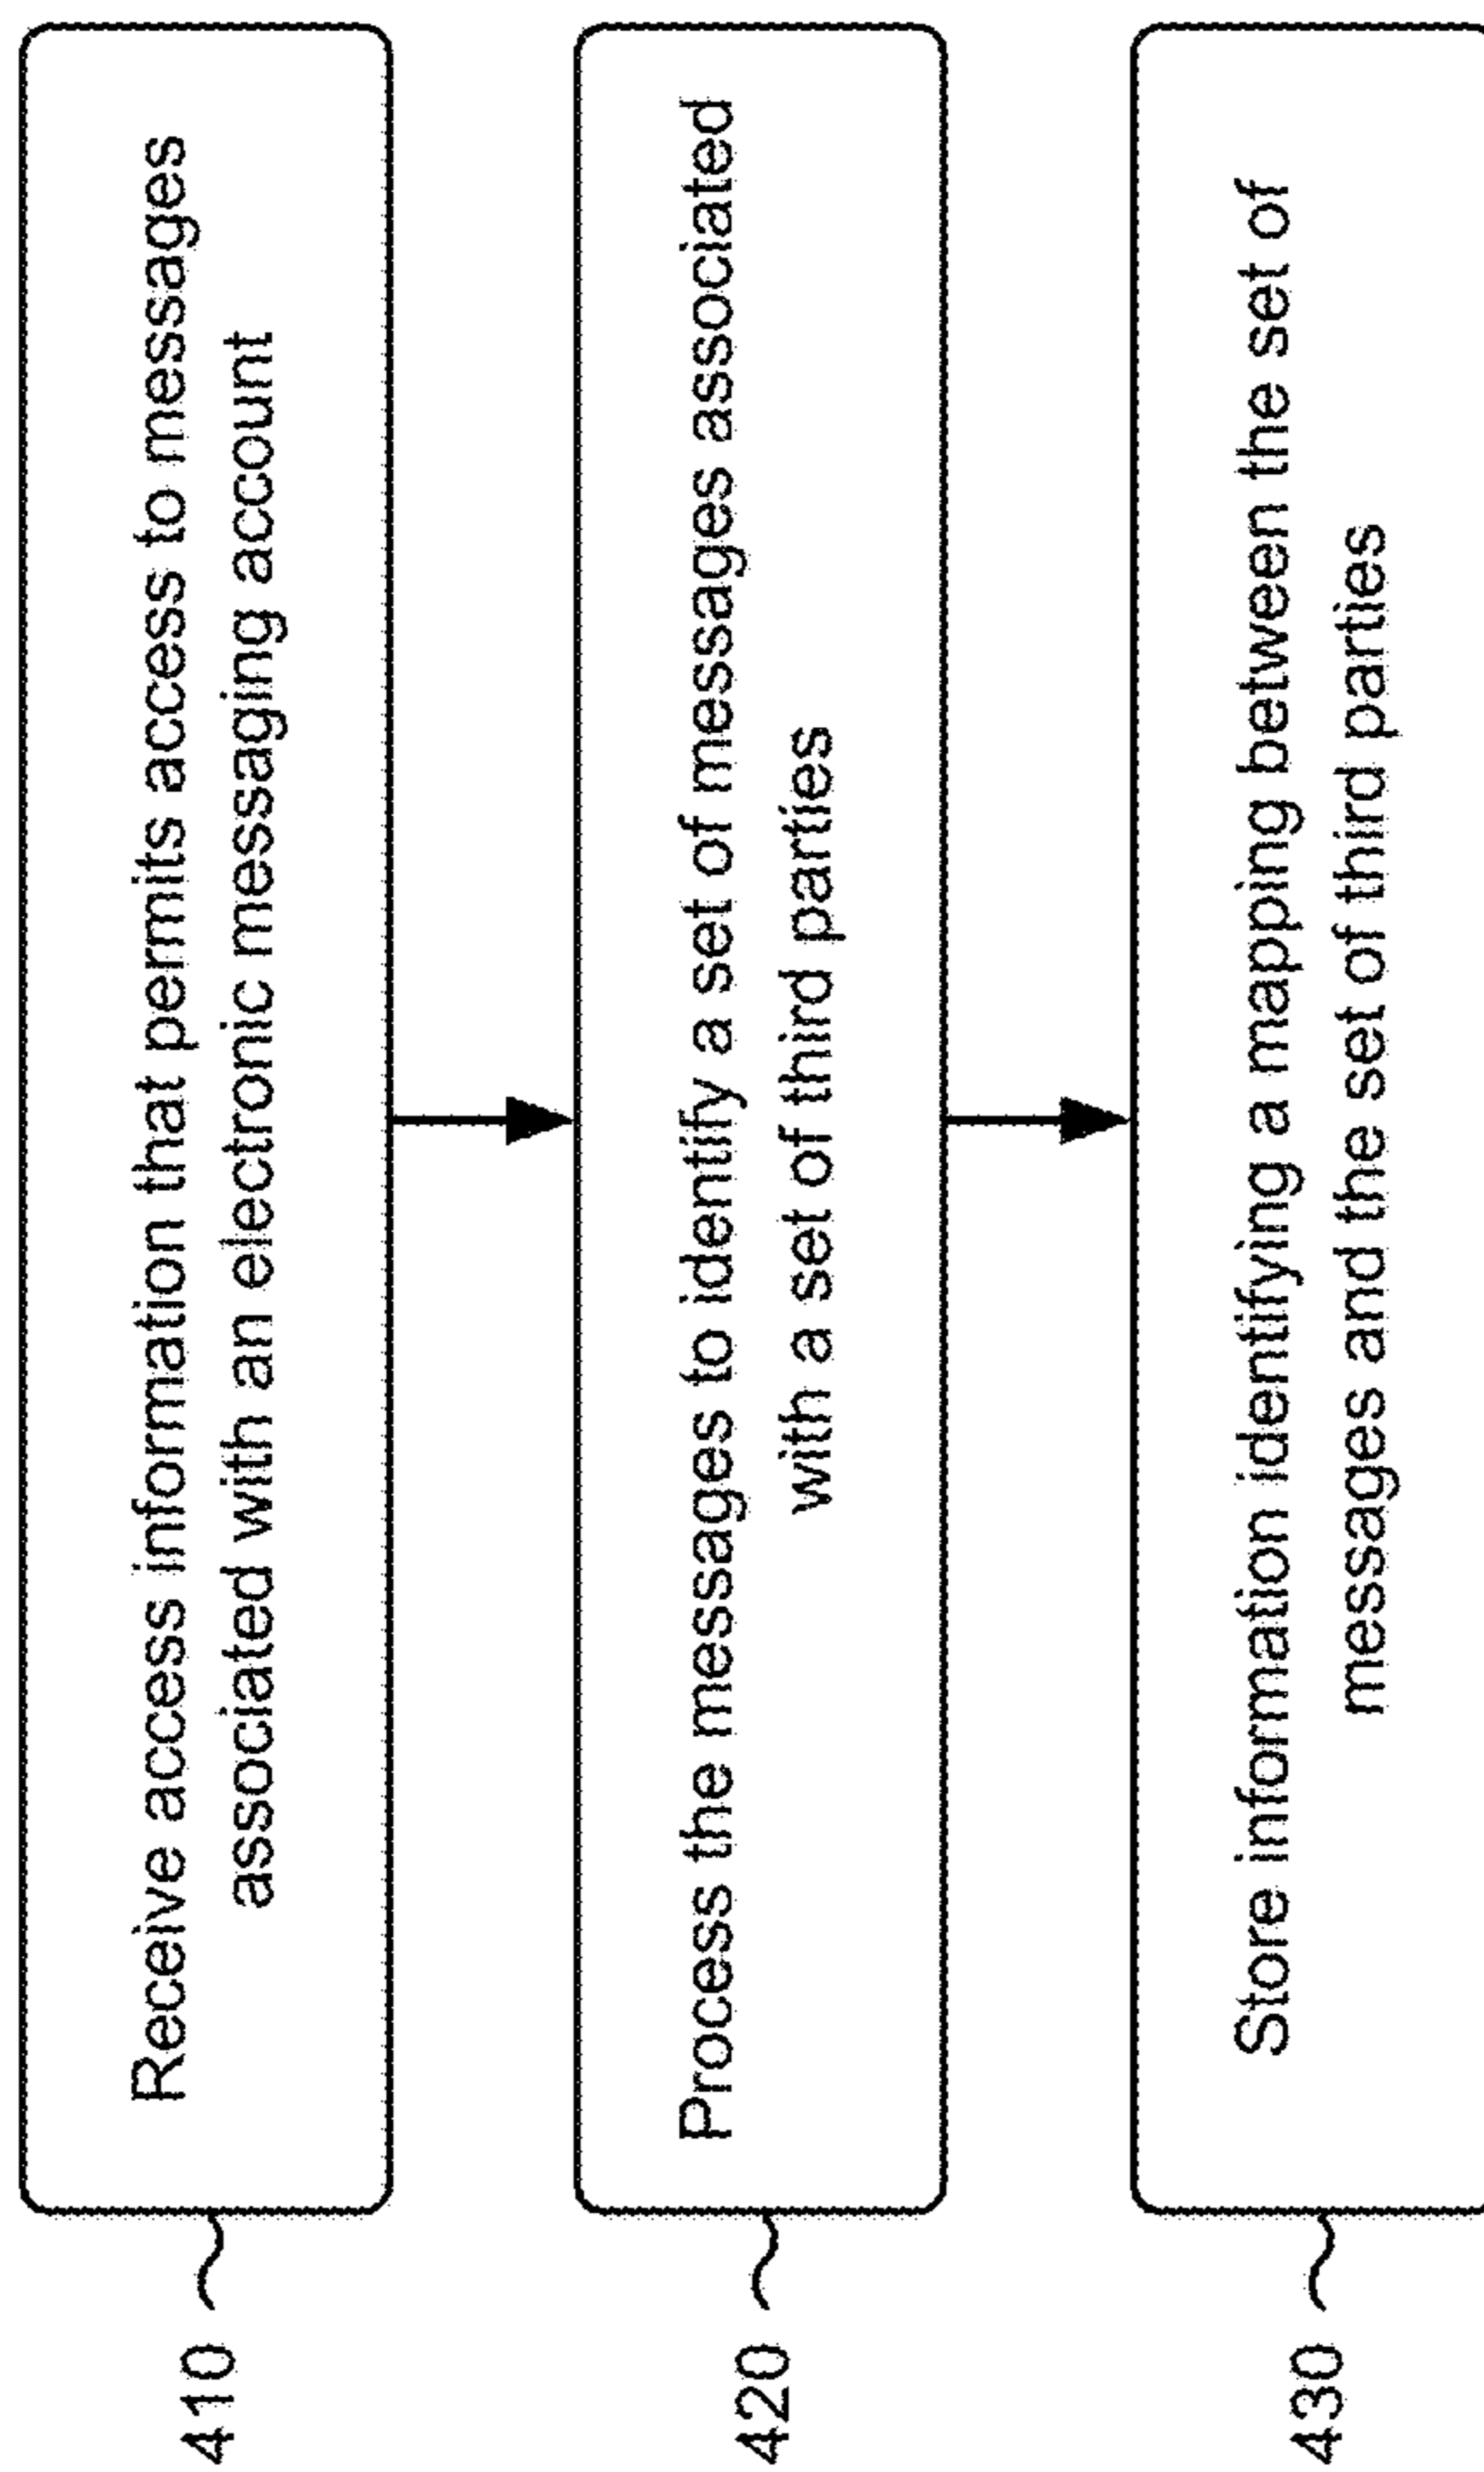 410
Receive access information that permits access to messages
associated with an electronic messaging account
420
Process the messages to identify a set of messages associated
with a set of third parties
430
Store information identifying a mapping between the set of
messages and the set of third parties